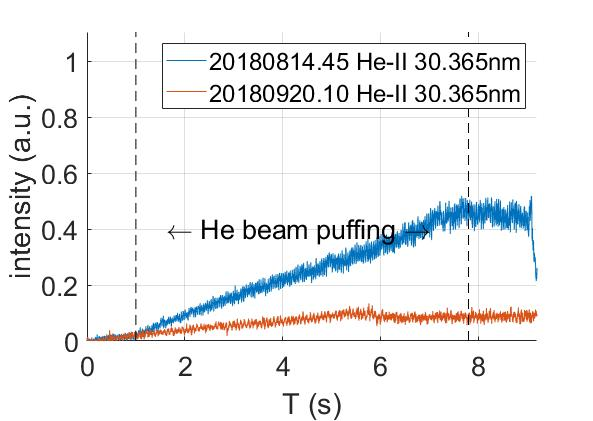 20180814.45 He-II 30.365nm
20180920.10 He-II 30.365nm
1
0.8
0.6
0.4
0.2
0
intensity (a.u.)
← He beam puffing →
0 2 4 6 8
T (s)